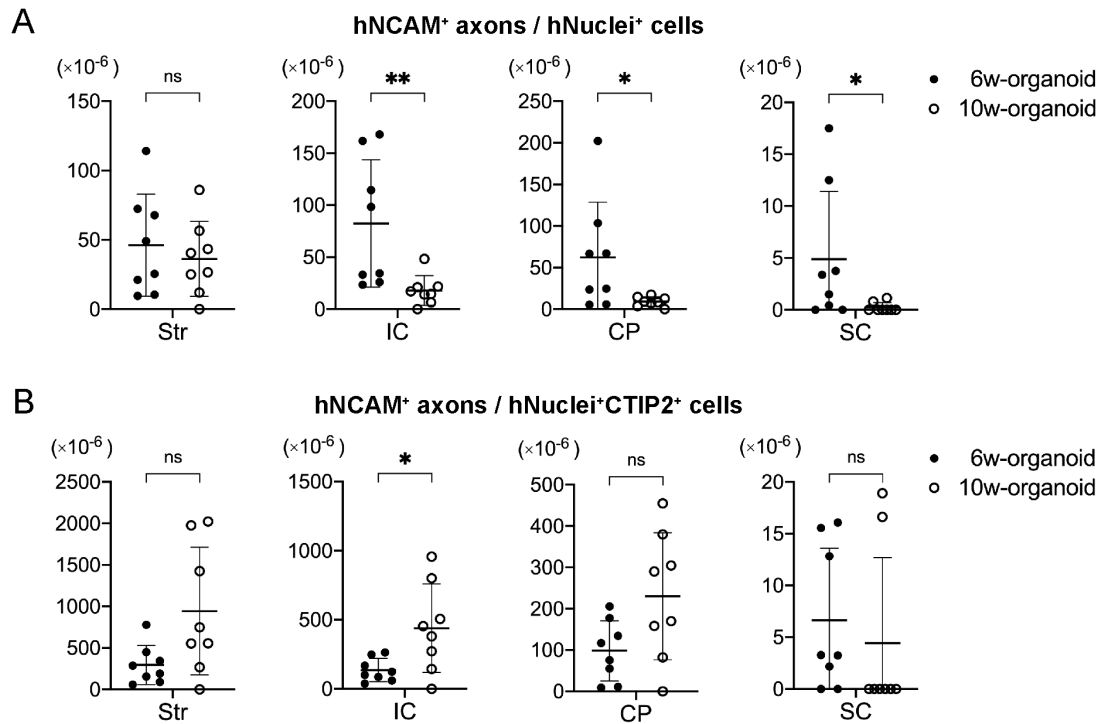 A
hNCAM⁺ axons / hNuclei⁺ cells
(×10⁻⁶) ns
150
100
50
0
Str
(×10⁻⁶) **
200
150
100
50
0
IC
(×10⁻⁶) *
250
200
150
100
50
0
CP
(×10⁻⁶) *
20
15
10
5
0
SC
6w-organoid
10w-organoid
B
hNCAM⁺ axons / hNuclei⁺CTIP2⁺ cells
(×10⁻⁶) ns
2500
2000
1500
1000
500
0
Str
(×10⁻⁶) *
1500
1000
500
0
IC
(×10⁻⁶) ns
500
400
300
200
100
0
CP
(×10⁻⁶) ns
20
15
10
5
0
SC
6w-organoid
10w-organoid